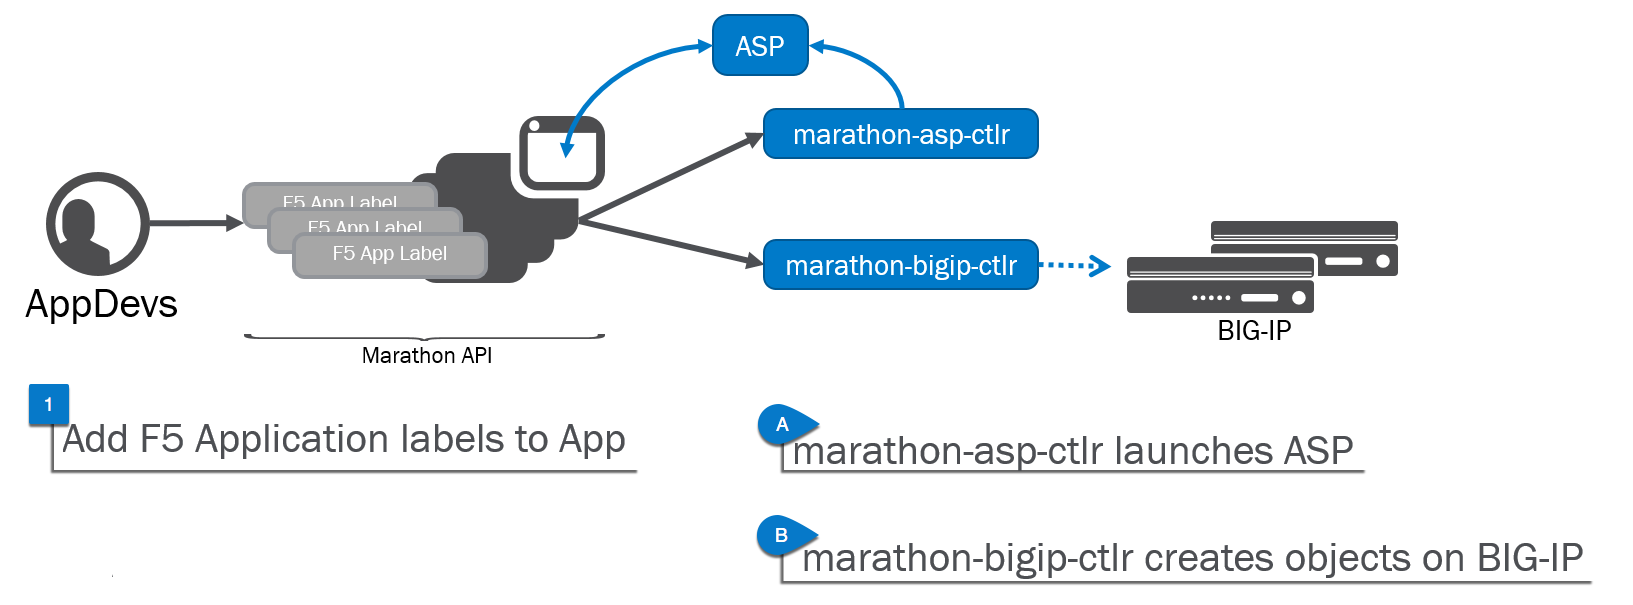 ASP
marathon-asp-ctlr
F5 App Label
F5 App Label
F5 App Label
marathon-bigip-ctlr
AppDevs
BIG-IP
Marathon API
1
Add F5 Application labels to App
A
marathon-asp-ctlr launches ASP
B
marathon-bigip-ctlr creates objects on BIG-IP